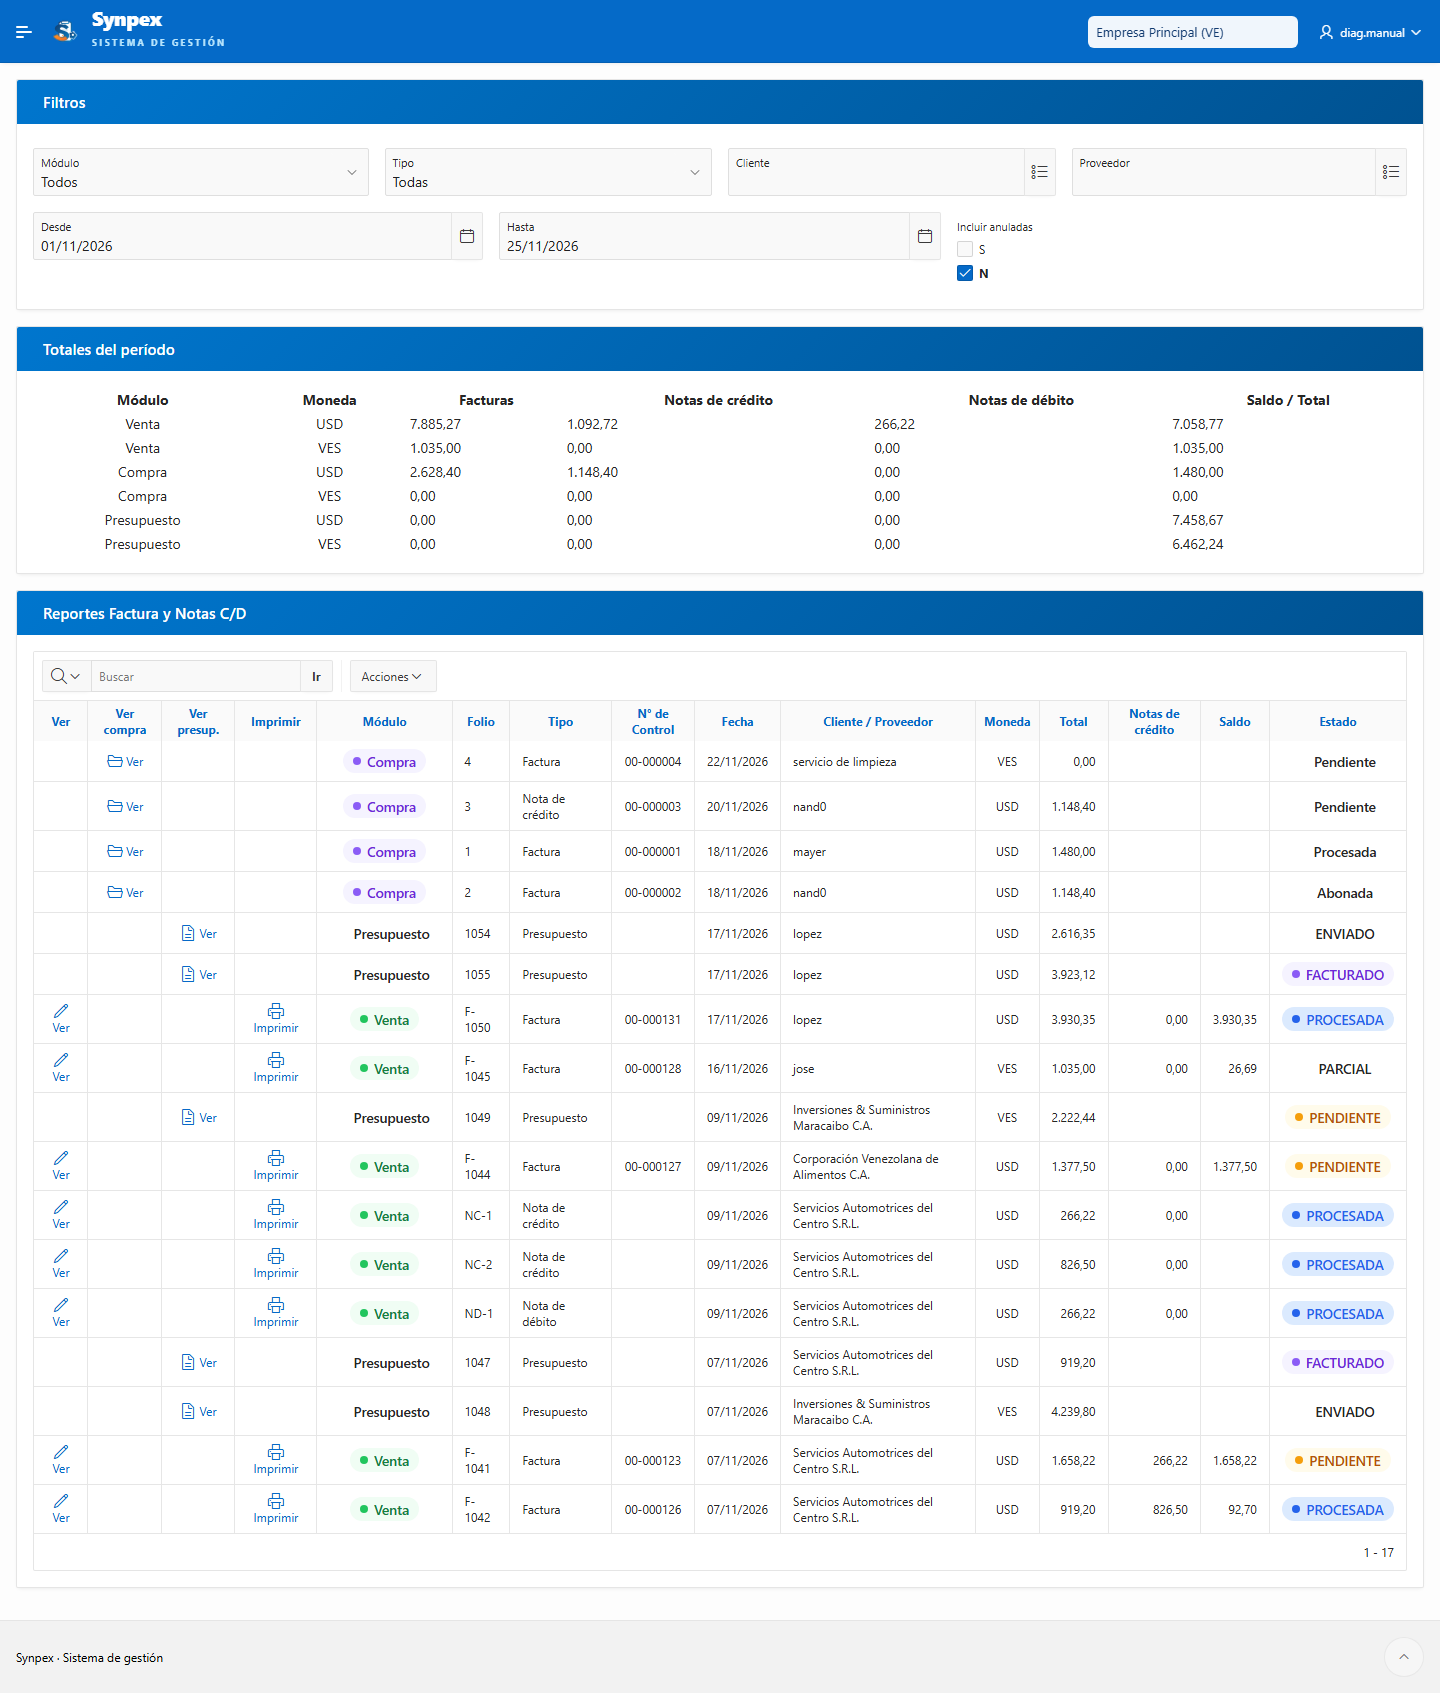 Synpex
SISTEMA DE GESTIÓN
Empresa Principal (VE)
diag.manual
Filtros
Módulo
Todos
Tipo
Todas
Cliente
Proveedor
Desde
01/11/2026
Hasta
25/11/2026
Incluir anuladas
S
N
Totales del período
Módulo Moneda Facturas Notas de crédito Notas de débito Saldo / Total
Venta USD 7.885,27 1.092,72 266,22 7.058,77
Venta VES 1.035,00 0,00 0,00 1.035,00
Compra USD 2.628,40 1.148,40 0,00 1.480,00
Compra VES 0,00 0,00 0,00 0,00
Presupuesto USD 0,00 0,00 0,00 7.458,67
Presupuesto VES 0,00 0,00 0,00 6.462,24
Reportes Factura y Notas C/D
Buscar Ir Acciones
Ver Ver compra Ver presup. Imprimir Módulo Folio Tipo N° de Control Fecha Cliente / Proveedor Moneda Total Notas de crédito Saldo Estado
Ver Compra 4 Factura 00-000004 22/11/2026 servicio de limpieza VES 0,00 Pendiente
Ver Compra 3 Nota de crédito 00-000003 20/11/2026 nand0 USD 1.148,40 Pendiente
Ver Compra 1 Factura 00-000001 18/11/2026 mayer USD 1.480,00 Procesada
Ver Compra 2 Factura 00-000002 18/11/2026 nand0 USD 1.148,40 Abonada
Ver Presupuesto 1054 Presupuesto 17/11/2026 lopez USD 2.616,35 ENVIADO
Ver Presupuesto 1055 Presupuesto 17/11/2026 lopez USD 3.923,12 FACTURADO
Ver Imprimir Venta F-1050 Factura 00-000131 17/11/2026 lopez USD 3.930,35 0,00 3.930,35 PROCESADA
Ver Imprimir Venta F-1045 Factura 00-000128 16/11/2026 jose VES 1.035,00 0,00 26,69 PARCIAL
Ver Presupuesto 1049 Presupuesto 09/11/2026 Inversiones & Suministros Maracaibo C.A. VES 2.222,44 PENDIENTE
Ver Imprimir Venta F-1044 Factura 00-000127 09/11/2026 Corporación Venezolana de Alimentos C.A. USD 1.377,50 0,00 1.377,50 PENDIENTE
Ver Imprimir Venta NC-1 Nota de crédito 09/11/2026 Servicios Automotrices del Centro S.R.L. USD 266,22 0,00 PROCESADA
Ver Imprimir Venta NC-2 Nota de crédito 09/11/2026 Servicios Automotrices del Centro S.R.L. USD 826,50 0,00 PROCESADA
Ver Imprimir Venta ND-1 Nota de débito 09/11/2026 Servicios Automotrices del Centro S.R.L. USD 266,22 0,00 PROCESADA
Ver Presupuesto 1047 Presupuesto 07/11/2026 Servicios Automotrices del Centro S.R.L. USD 919,20 FACTURADO
Ver Presupuesto 1048 Presupuesto 07/11/2026 Inversiones & Suministros Maracaibo C.A. VES 4.239,80 ENVIADO
Ver Imprimir Venta F-1041 Factura 00-000123 07/11/2026 Servicios Automotrices del Centro S.R.L. USD 1.658,22 266,22 1.658,22 PENDIENTE
Ver Imprimir Venta F-1042 Factura 00-000126 07/11/2026 Servicios Automotrices del Centro S.R.L. USD 919,20 826,50 92,70 PROCESADA
1 - 17
Synpex · Sistema de gestión